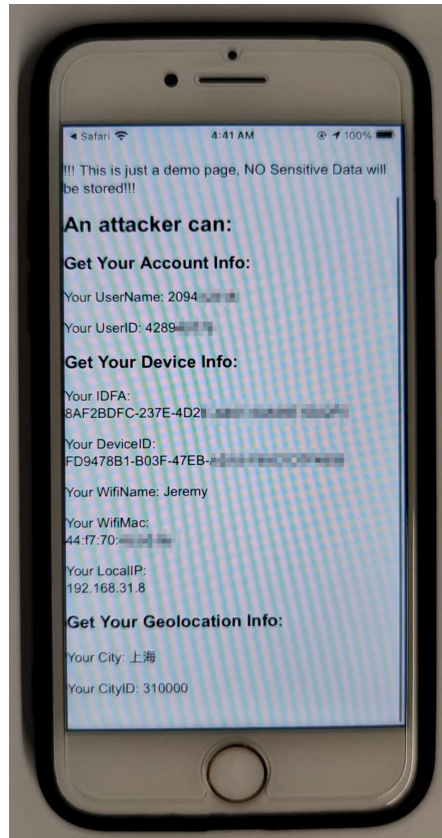 ◀ Safari
4:41 AM
100%
!!! This is just a demo page, NO Sensitive Data will
be stored!!!
An attacker can:
Get Your Account Info:
Your UserName: 2094
Your UserID: 4289
Get Your Device Info:
Your IDFA:
8AF2BDFC-237E-4D2
Your DeviceID:
FD9478B1-B03F-47EB-
Your WifiName: Jeremy
Your WifiMac:
44:f7:70:
Your LocalIP:
192.168.31.8
Get Your Geolocation Info:
Your City: 上海
Your CityID: 310000